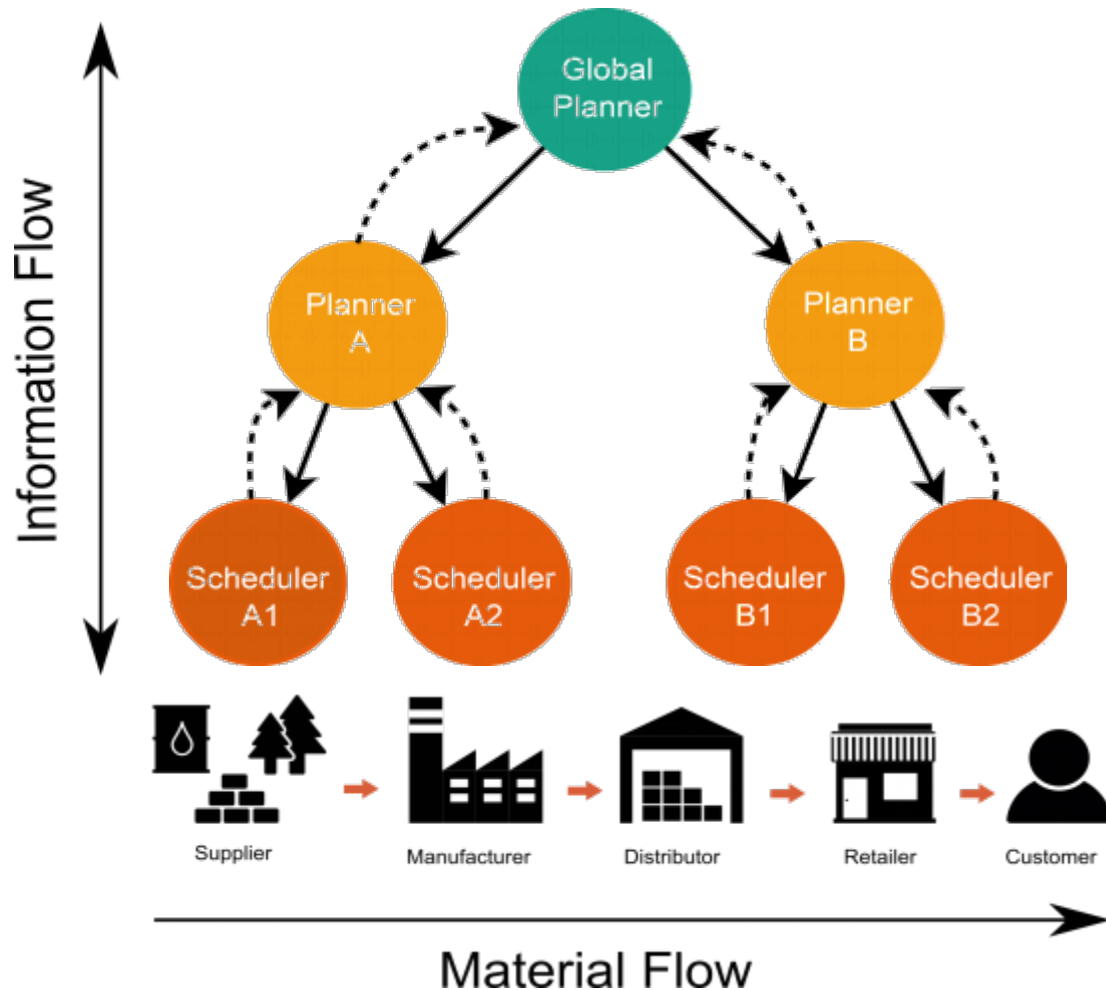 Global
Planner
Information Flow
Planner
A
Planner
B
Scheduler
A1
Scheduler
A2
Scheduler
B1
Scheduler
B2
Supplier
Manufacturer
Distributor
Retailer
Customer
Material Flow